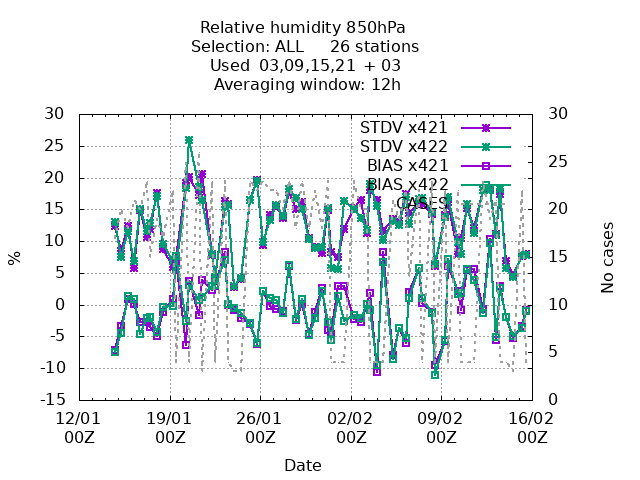 Relative humidity 850hPa
Selection: ALL 26 stations
Used 03,09,15,21 + 03
Averaging window: 12h
30 30
25 25
20 20
15 15
10 10
5 5
0 0
-5
-10
-15
STDV x421
STDV x422
BIAS x421
BIAS x422
CASES
%
No cases
12/01 19/01 26/01 02/02 09/02 16/02
00Z 00Z 00Z 00Z 00Z 00Z
Date